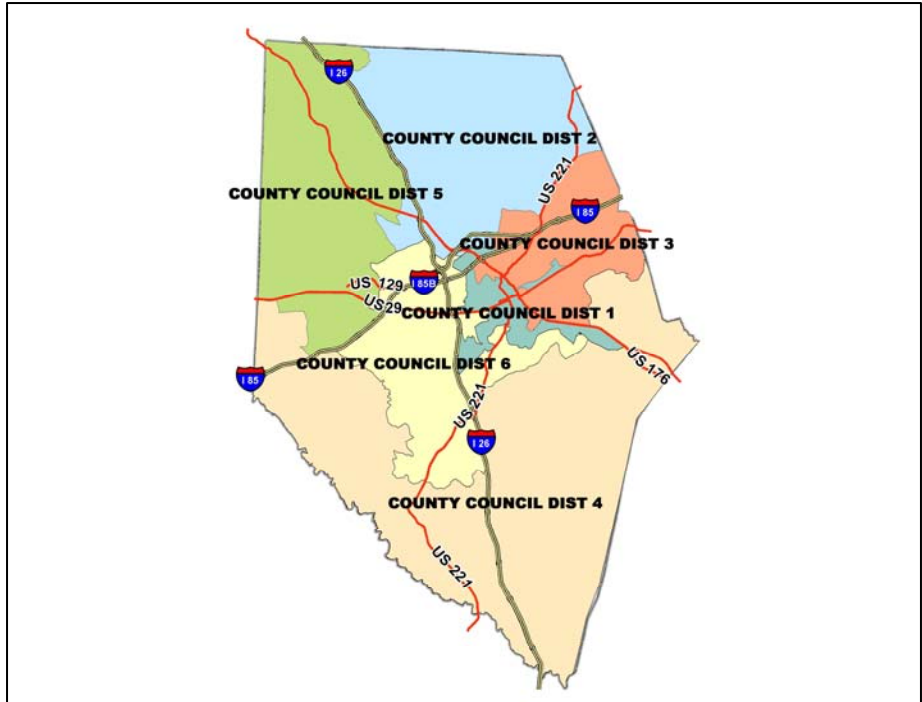 I 26
COUNTY COUNCIL DIST 2
US 221
COUNTY COUNCIL DIST 5
I 85
COUNTY COUNCIL DIST 3
US 129
I 85B
US29
COUNTY COUNCIL DIST 1
COUNTY COUNCIL DIST 6
US 176
I 85
US 221
I 26
COUNTY COUNCIL DIST 4
US 221